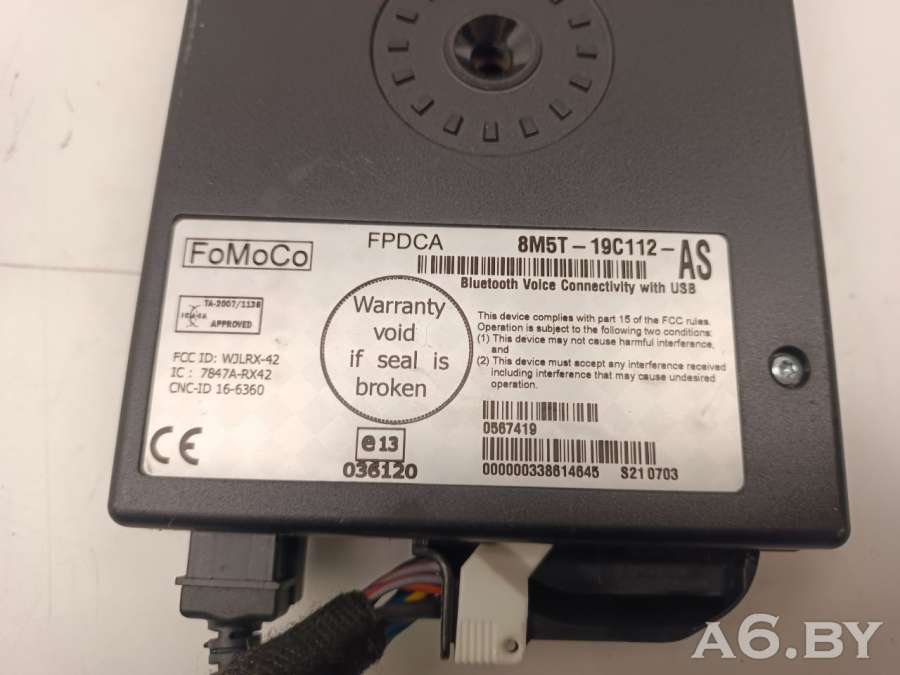 FPDCA
8M5T-19C112-AS
FoMoCo
Bluetooth Voice Connectivity with USB
TA-2007/1138
APPROVED
Warranty
void
if seal is
broken
This device complies with part 15 of the FCC rules.
Operation is subject to the following two conditions:
(1) This device may not cause harmful interference,
and
(2) This device must accept any interference received
including interference that may cause undesired
operation.
FCC ID: WJLRX-42
IC : 7847A-RX42
CNC-ID 16-6360
CE
0567419
e13
036120
000000338614645 S210703
A6.BY